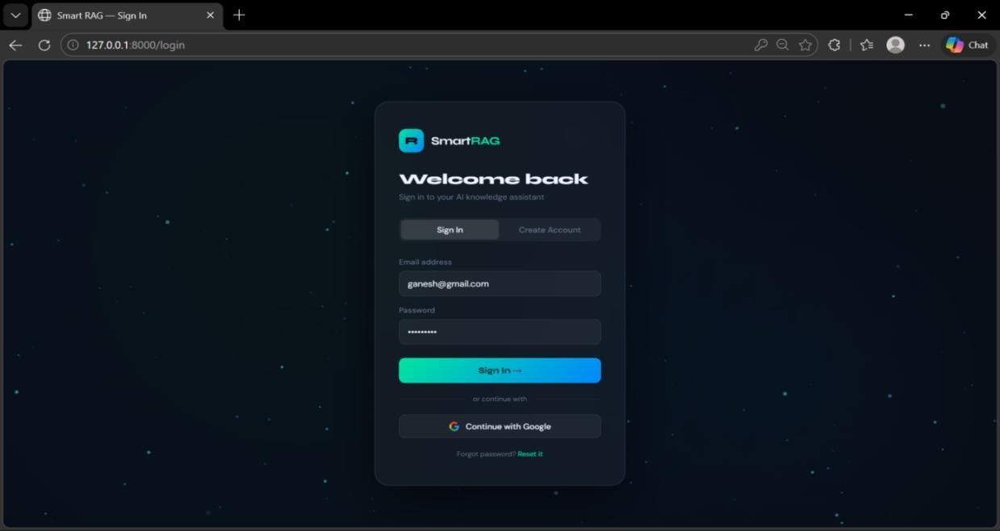 Smart RAG — Sign In
127.0.0.1:8000/login
Chat
R SmartRAG
Welcome back
Sign in to your AI knowledge assistant
Sign In Create Account
Email address
ganesh@gmail.com
Password
•••••••••
Sign In →
or continue with
G Continue with Google
Forgot password? Reset it